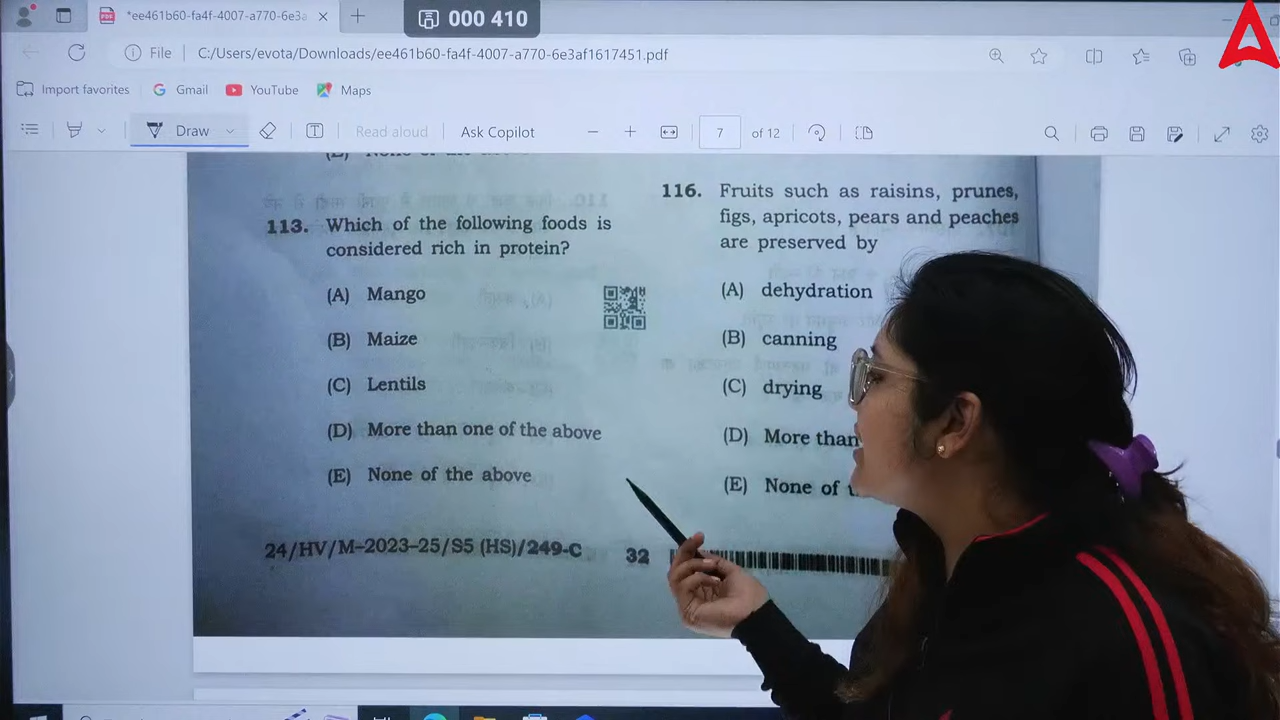 *ee461b60-fa4f-4007-a770-6e3a
000 410
File
C:/Users/evota/Downloads/ee461b60-fa4f-4007-a770-6e3af1617451.pdf
Import favorites
Gmail
YouTube
Maps
Draw
Read aloud
Ask Copilot
7
of 12
113. Which of the following foods is
considered rich in protein?
(A) Mango
(B) Maize
(C) Lentils
(D) More than one of the above
(E) None of the above
24/HV/M-2023-25/S5 (HS)/249-C
32
116. Fruits such as raisins, prunes,
figs, apricots, pears and peaches
are preserved by
(A) dehydration
(B) canning
(C) drying
(D) More than
(E) None of